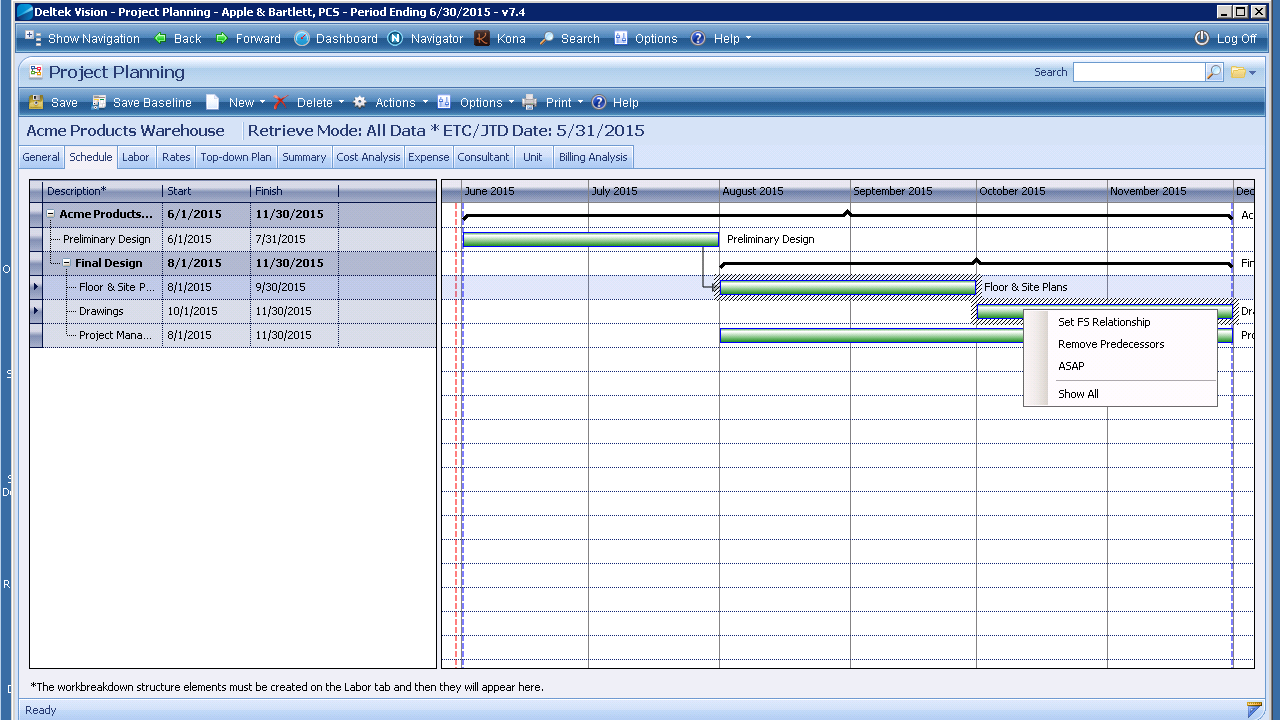 Deltek Vision - Project Planning - Apple & Bartlett, PCS - Period Ending 6/30/2015 - v7.4
Show Navigation Back Forward Dashboard Navigator Kona Search Options Help Log Off
Project Planning Search
Save Save Baseline New Delete Actions Options Print Help
Acme Products Warehouse Retrieve Mode: All Data * ETC/JTD Date: 5/31/2015
General Schedule Labor Rates Top-down Plan Summary Cost Analysis Expense Consultant Unit Billing Analysis
Description* Start Finish June 2015 July 2015 August 2015 September 2015 October 2015 November 2015 Dec
Acme Products... 6/1/2015 11/30/2015 Ac
Preliminary Design 6/1/2015 7/31/2015 Preliminary Design
Final Design 8/1/2015 11/30/2015 Fin
Floor & Site P... 8/1/2015 9/30/2015 Floor & Site Plans
Drawings 10/1/2015 11/30/2015 Dra
Project Mana... 8/1/2015 11/30/2015 Pro
Set FS Relationship
Remove Predecessors
ASAP
Show All
*The workbreakdown structure elements must be created on the Labor tab and then they will appear here.
Ready